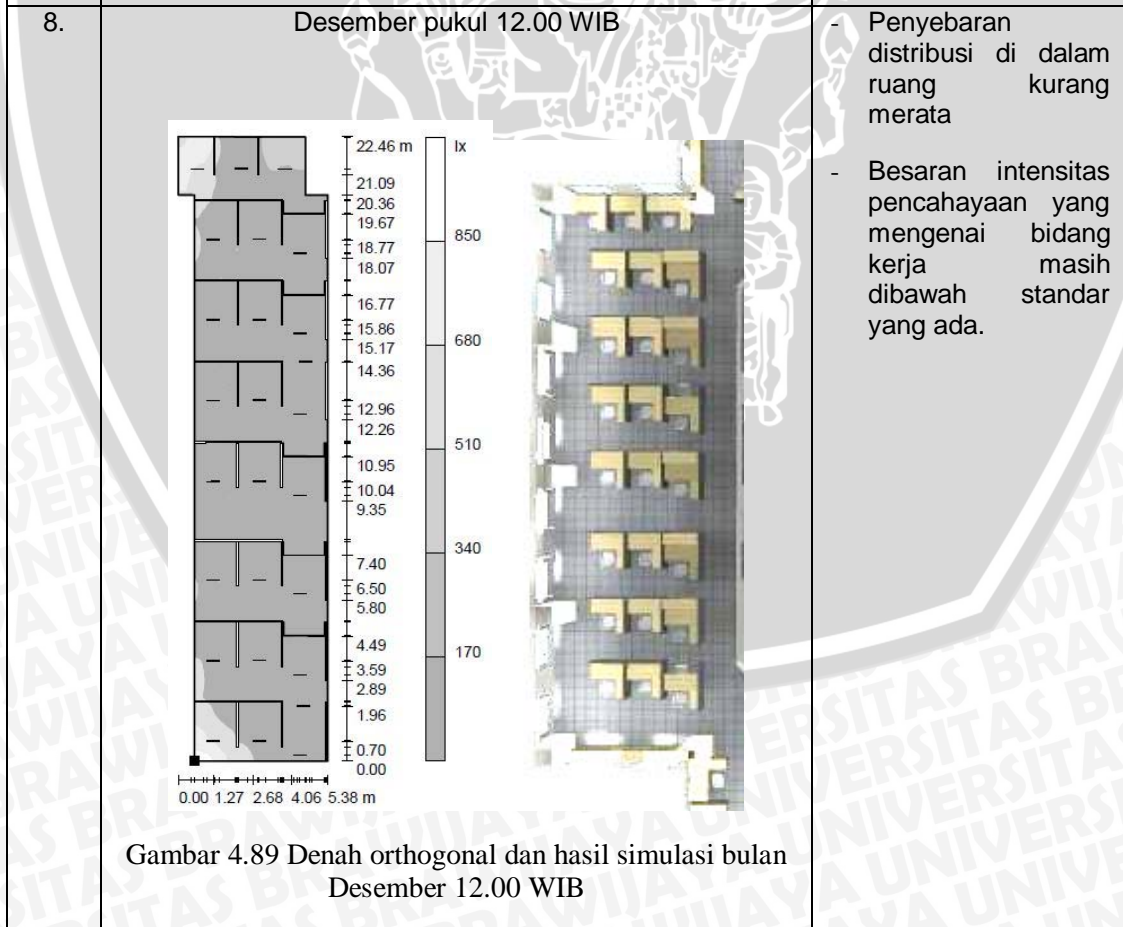 8.
Desember pukul 12.00 WIB
- Penyebaran
distribusi di dalam
ruang kurang
merata
- Besaran intensitas
pencahayaan yang
mengenai bidang
kerja masih
dibawah standar
yang ada.
22.46 m
21.09
20.36
19.67
18.77
18.07
16.77
15.86
15.17
14.36
12.96
12.26
10.95
10.04
9.35
7.40
6.50
5.80
4.49
3.59
2.89
1.96
0.70
0.00
0.00 1.27 2.68 4.06 5.38 m
lx
850
680
510
340
170
Gambar 4.89 Denah orthogonal dan hasil simulasi bulan
Desember 12.00 WIB